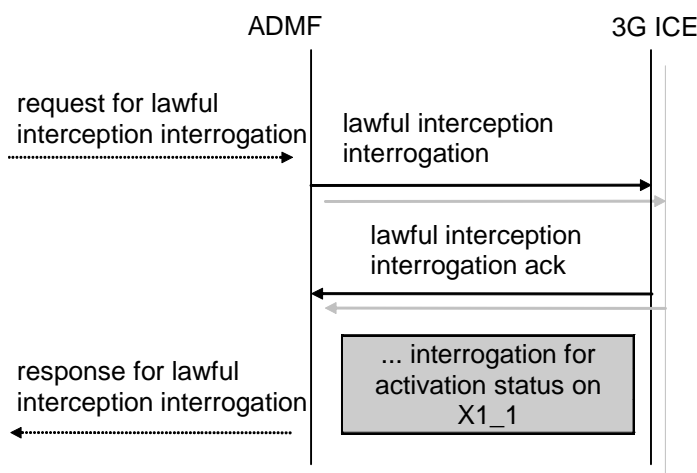 ADMF
3G ICE
request for lawful
interception interrogation
lawful interception
interrogation
lawful interception
interrogation ack
... interrogation for
activation status on
X1_1
response for lawful
interception interrogation